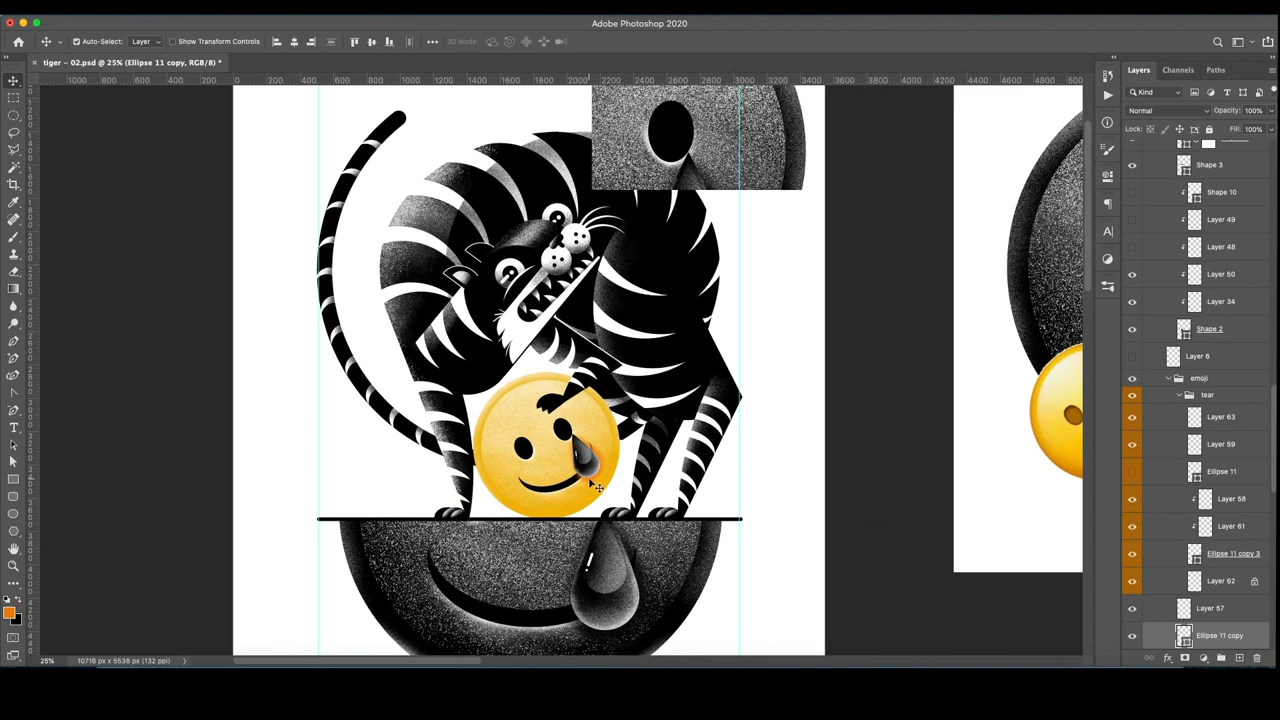 Adobe Photoshop 2020
Auto-Select: Layer Show Transform Controls 3D Mode:
tiger - 02.psd @ 25% (Ellipse 11 copy, RGB/8) *
1000 800 600 400 200 0 200 400 600 800 1000 1200 1400 1600 1800 2000 2200 2400 2600 2800 3000 3200 3400 3600 3800 4000 4200 4400 4600 4800
Layers Channels Paths
Kind
Normal Opacity: 100%
Lock: Fill: 100%
Shape 3
Shape 10
Layer 49
Layer 48
Layer 50
Layer 34
Shape 2
Layer 6
emoji
tear
Layer 63
Layer 59
Ellipse 11
Layer 58
Layer 61
Ellipse 11 copy 3
Layer 62
Layer 57
Ellipse 11 copy
fx
25% 10716 px x 5538 px (132 ppi)